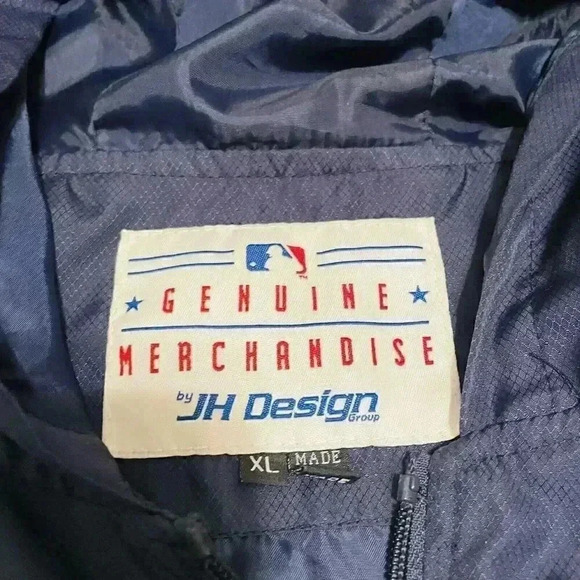 GENUINE
MERCHANDISE
by JH Design
Group
XL MADE